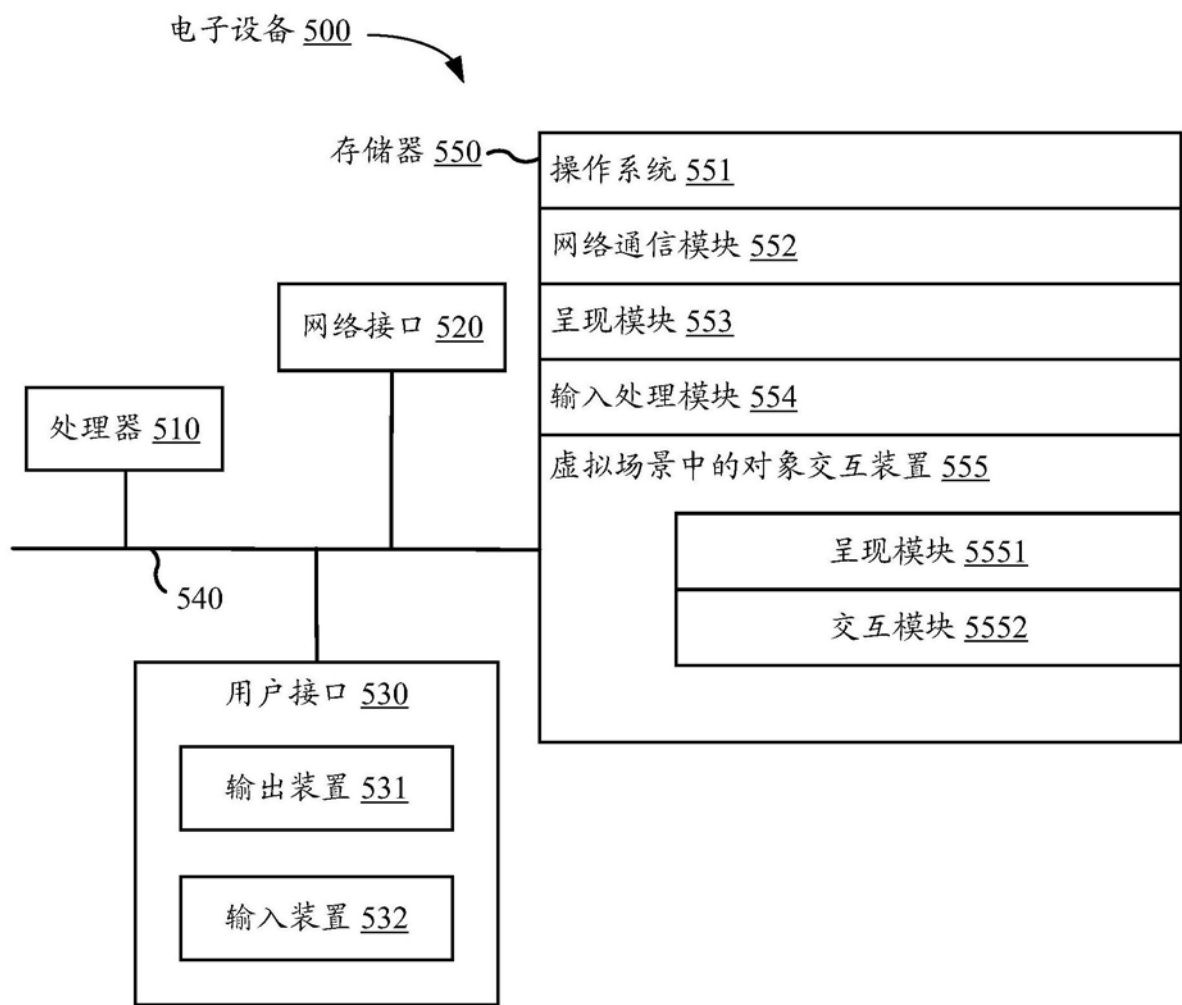 电子设备 500
存储器 550
操作系统 551
网络通信模块 552
呈现模块 553
输入处理模块 554
虚拟场景中的对象交互装置 555
呈现模块 5551
交互模块 5552
网络接口 520
处理器 510
540
用户接口 530
输出装置 531
输入装置 532